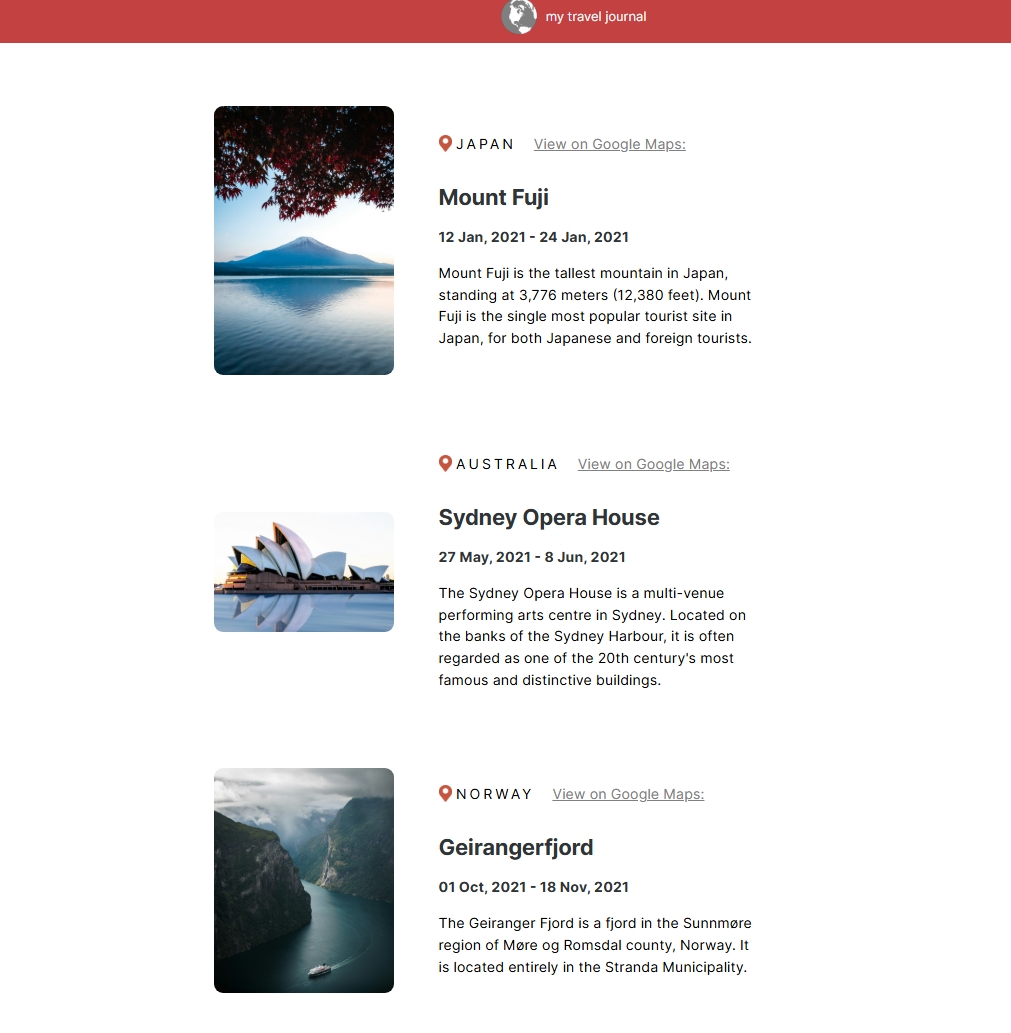 my travel journal
JAPAN View on Google Maps:
Mount Fuji
12 Jan, 2021 - 24 Jan, 2021
Mount Fuji is the tallest mountain in Japan,
standing at 3,776 meters (12,380 feet). Mount
Fuji is the single most popular tourist site in
Japan, for both Japanese and foreign tourists.
AUSTRALIA View on Google Maps:
Sydney Opera House
27 May, 2021 - 8 Jun, 2021
The Sydney Opera House is a multi-venue
performing arts centre in Sydney. Located on
the banks of the Sydney Harbour, it is often
regarded as one of the 20th century's most
famous and distinctive buildings.
NORWAY View on Google Maps:
Geirangerfjord
01 Oct, 2021 - 18 Nov, 2021
The Geiranger Fjord is a fjord in the Sunnmøre
region of Møre og Romsdal county, Norway. It
is located entirely in the Stranda Municipality.